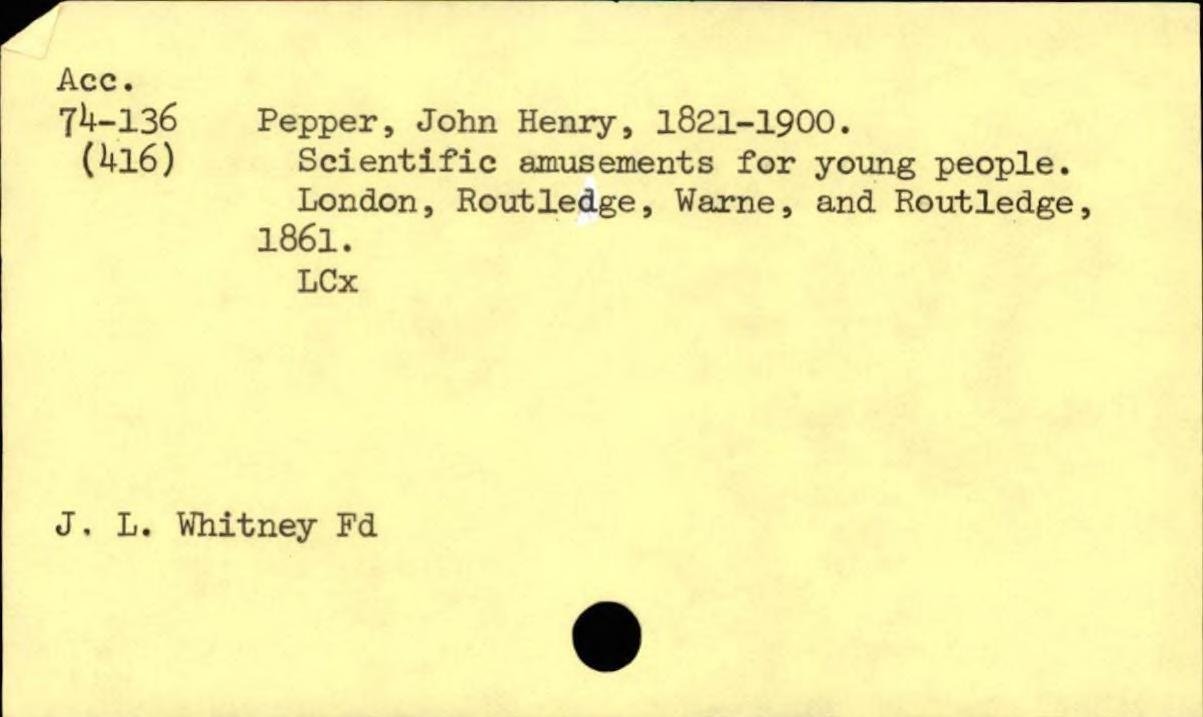 Acc.
74-136 Pepper, John Henry, 1821-1900.
(416) Scientific amusements for young people.
London, Routledge, Warne, and Routledge,
1861.
LCx
J. L. Whitney Fd